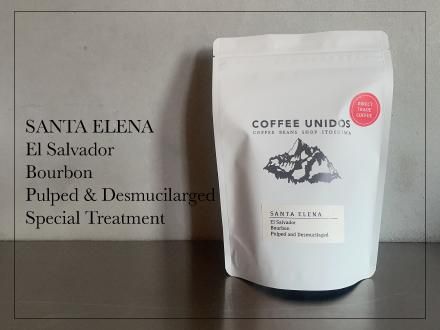 SANTA ELENA
El Salvador
Bourbon
Pulped & Desmucilarged
Special Treatment
COFFEE UNIDOS
COFFEE BEANS SHOP ITOSHIMA
DIRECT
TRADE
COFFEE
SANTA ELENA
El Salvador
Bourbon
Pulped and Desmucilaged